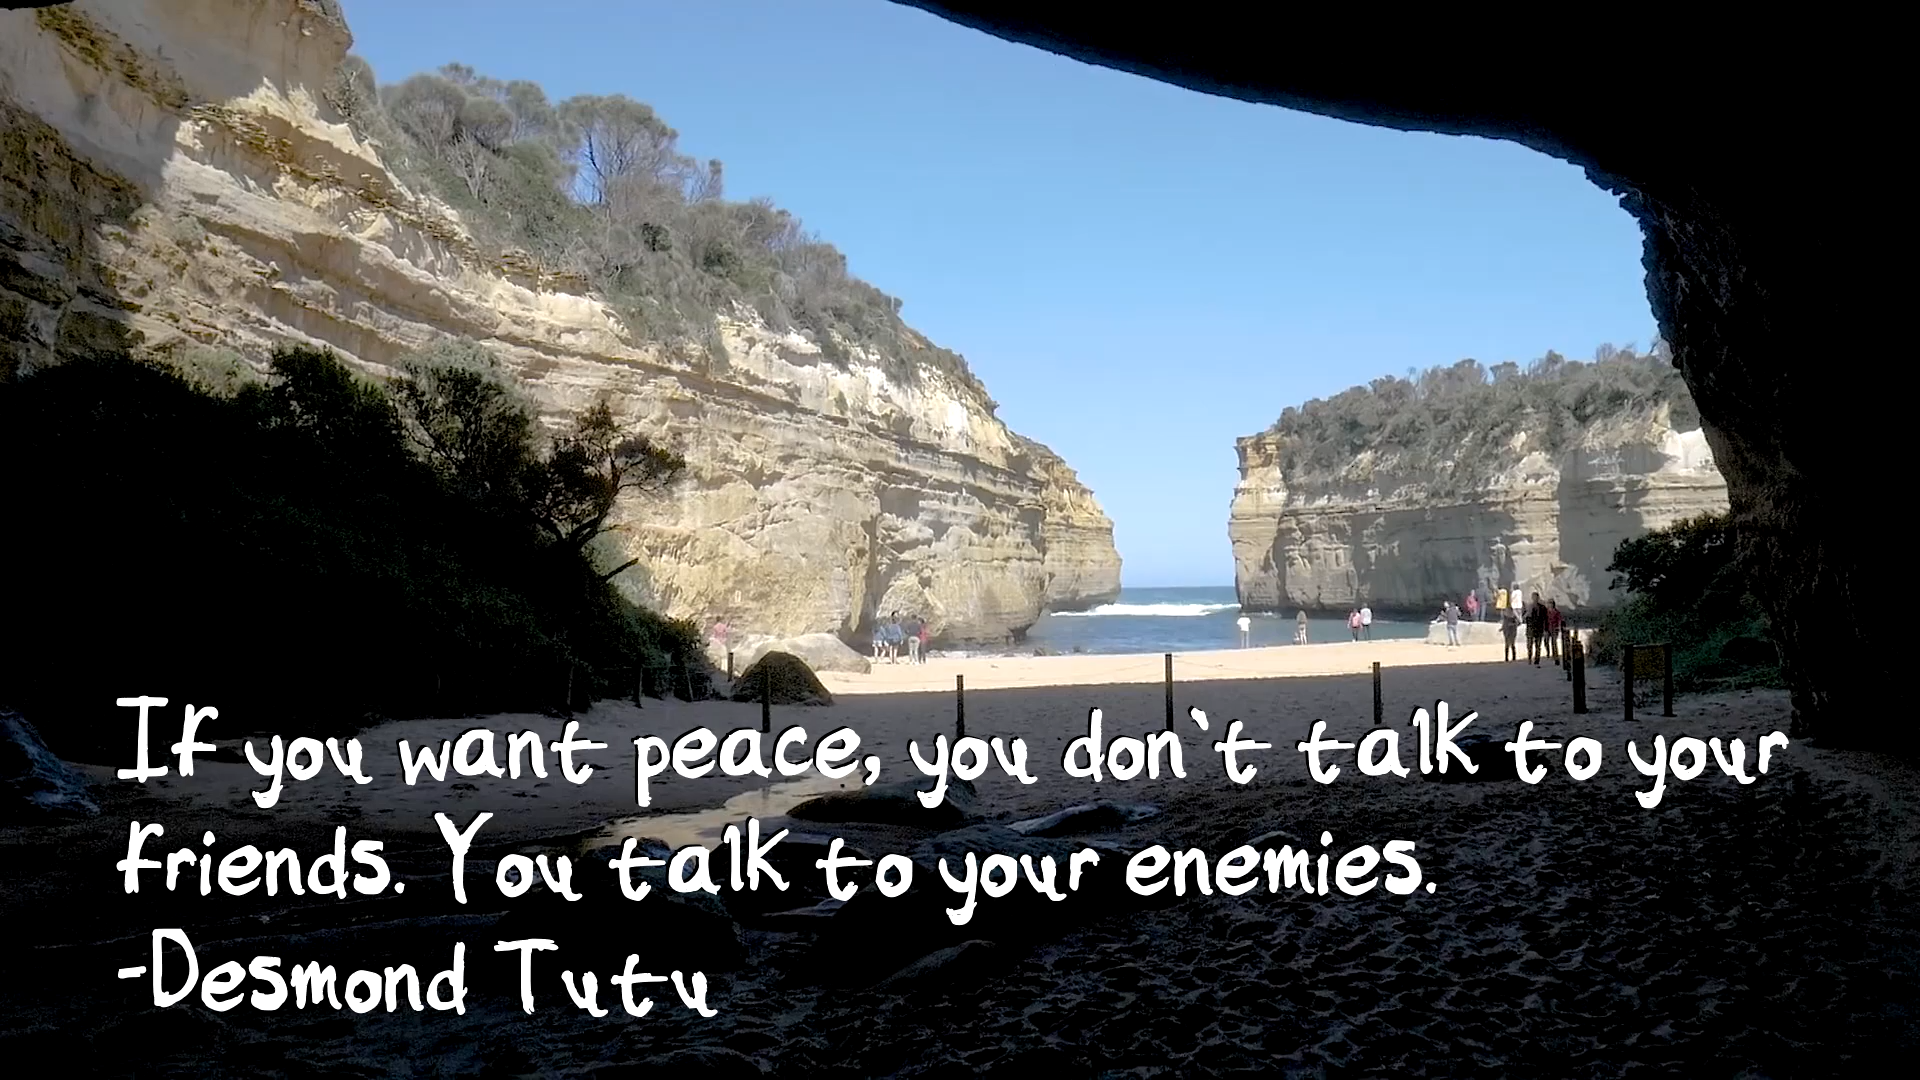 If you want peace, you don`t talk to your
friends. You talk to your enemies.
-Desmond Tutu